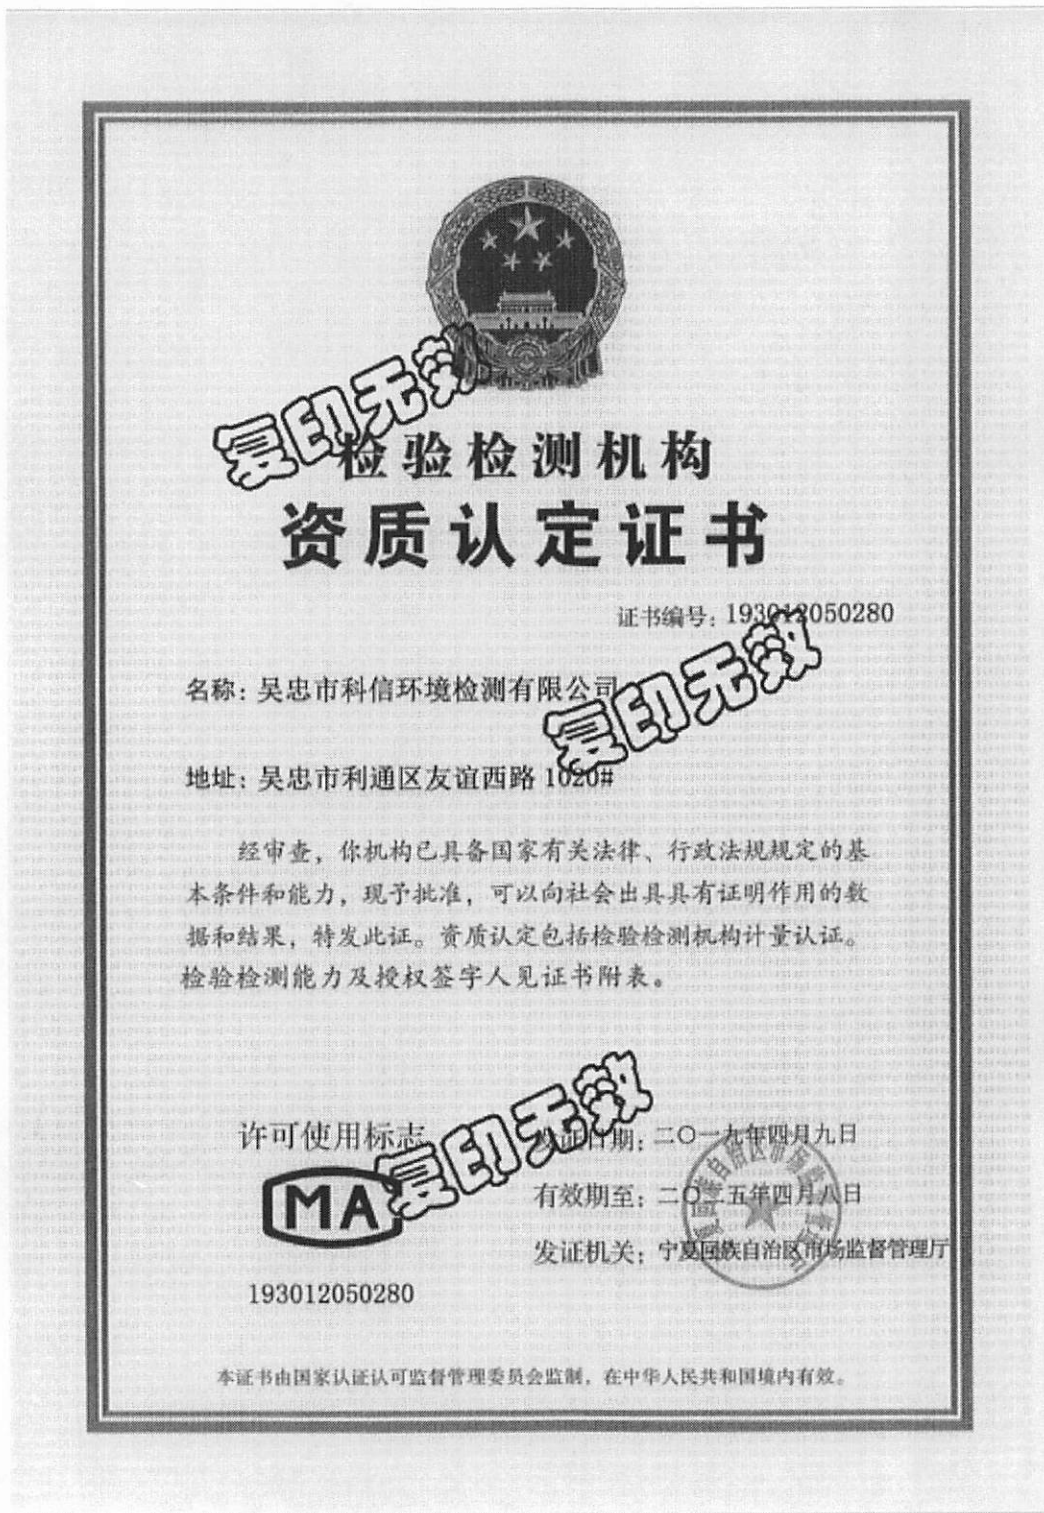 复印无效
检验检测机构
资质认定证书
证书编号：193012050280
名称：吴忠市科信环境检测有限公司
复印无效
地址：吴忠市利通区友谊西路 1020#
经审查，你机构已具备国家有关法律、行政法规规定的基
本条件和能力，现予批准，可以向社会出具具有证明作用的数
据和结果，特发此证。资质认定包括检验检测机构计量认证。
检验检测能力及授权签字人见证书附表。
复印无效
许可使用标志
发证日期：二〇一九年四月九日
MA
有效期至：二〇二五年四月八日
发证机关：宁夏回族自治区市场监督管理厅
193012050280
本证书由国家认证认可监督管理委员会监制，在中华人民共和国境内有效。